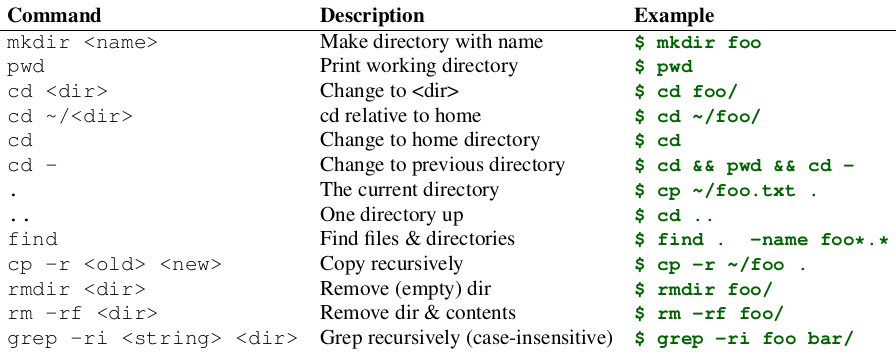 Command Description Example
mkdir <name> Make directory with name $ mkdir foo
pwd Print working directory $ pwd
cd <dir> Change to <dir> $ cd foo/
cd ~/<dir> cd relative to home $ cd ~/foo/
cd Change to home directory $ cd
cd - Change to previous directory $ cd && pwd && cd -
. The current directory $ cp ~/foo.txt .
.. One directory up $ cd ..
find Find files & directories $ find . -name foo*.*
cp -r <old> <new> Copy recursively $ cp -r ~/foo .
rmdir <dir> Remove (empty) dir $ rmdir foo/
rm -rf <dir> Remove dir & contents $ rm -rf foo/
grep -ri <string> <dir> Grep recursively (case-insensitive) $ grep -ri foo bar/